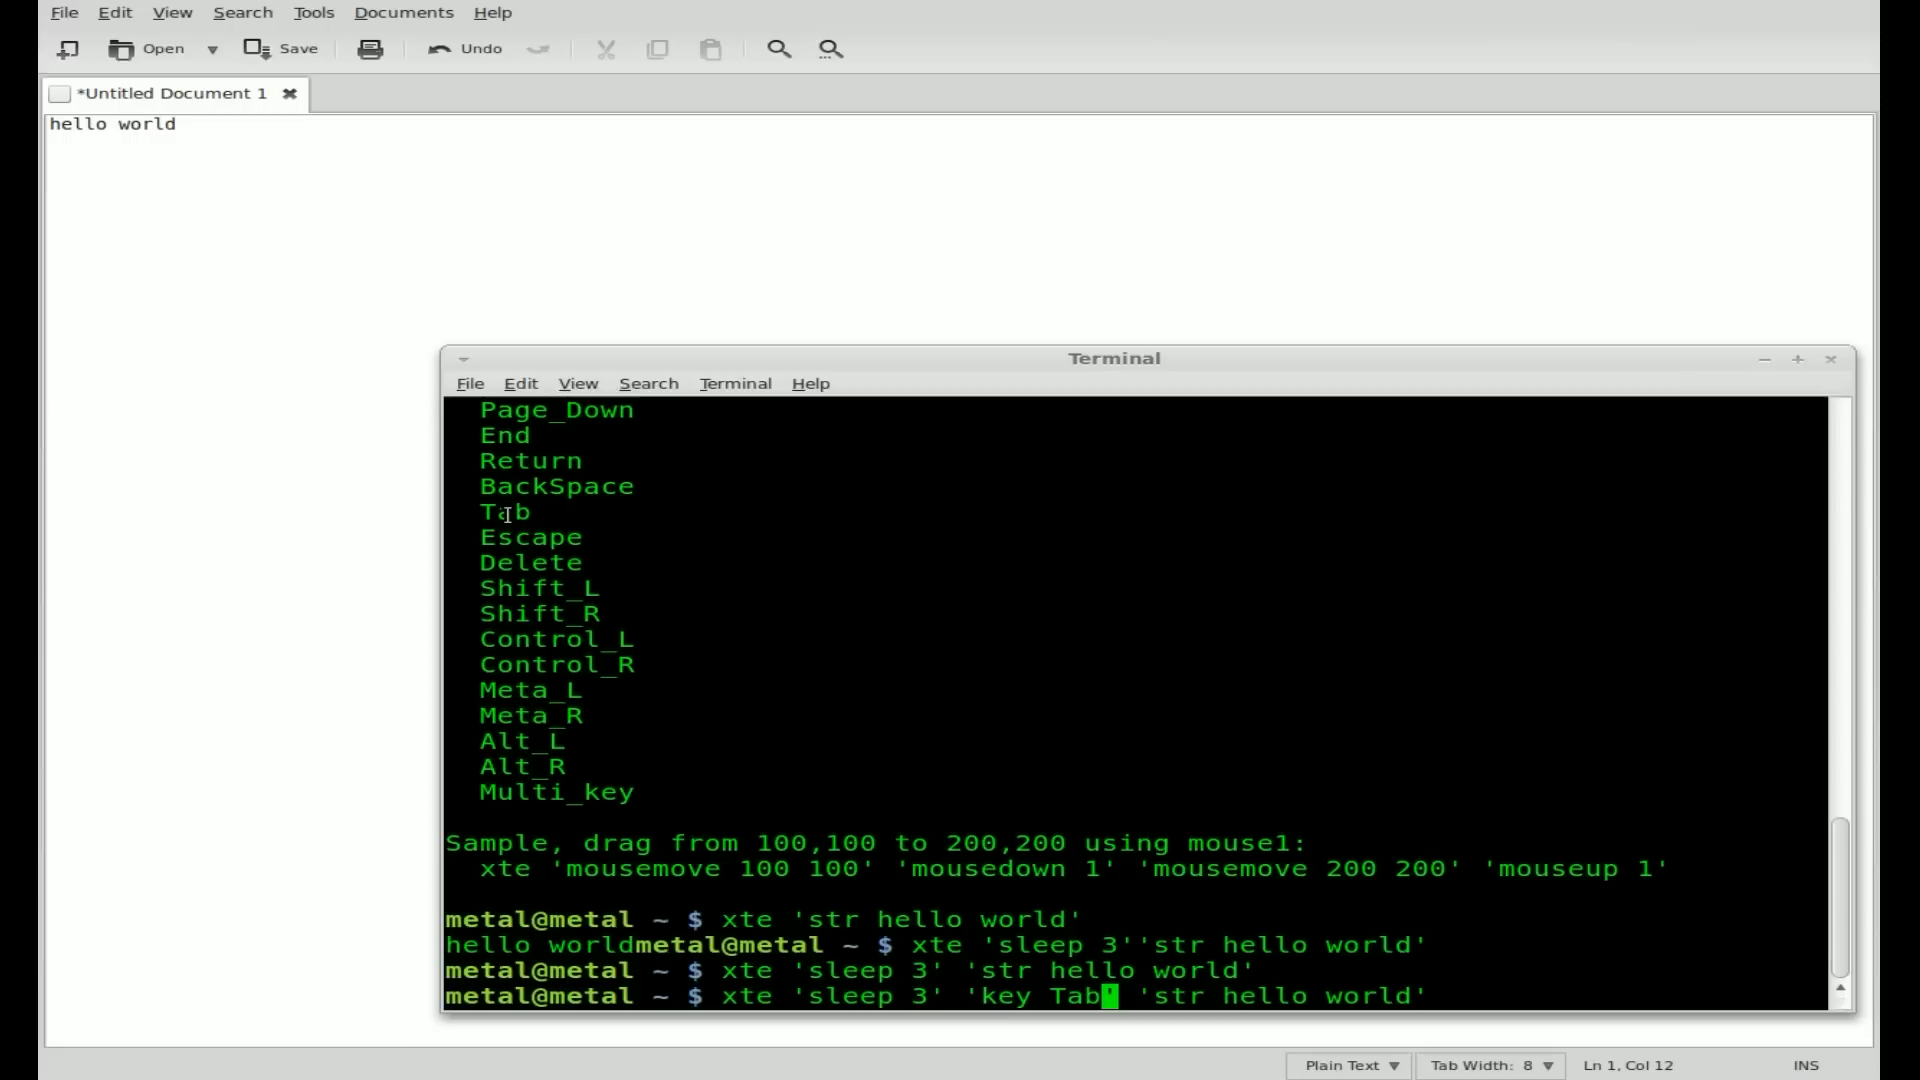 File Edit View Search Tools Documents Help
Open Save Undo
*Untitled Document 1
hello world
Terminal
File Edit View Search Terminal Help
Page_Down
End
Return
BackSpace
Tab
Escape
Delete
Shift_L
Shift_R
Control_L
Control_R
Meta_L
Meta_R
Alt_L
Alt_R
Multi_key
Sample, drag from 100,100 to 200,200 using mouse1:
xte 'mousemove 100 100' 'mousedown 1' 'mousemove 200 200' 'mouseup 1'
metal@metal ~ $ xte 'str hello world'
hello worldmetal@metal ~ $ xte 'sleep 3''str hello world'
metal@metal ~ $ xte 'sleep 3' 'str hello world'
metal@metal ~ $ xte 'sleep 3' 'key Tab' 'str hello world'
Plain Text Tab Width: 8 Ln 1, Col 12 INS